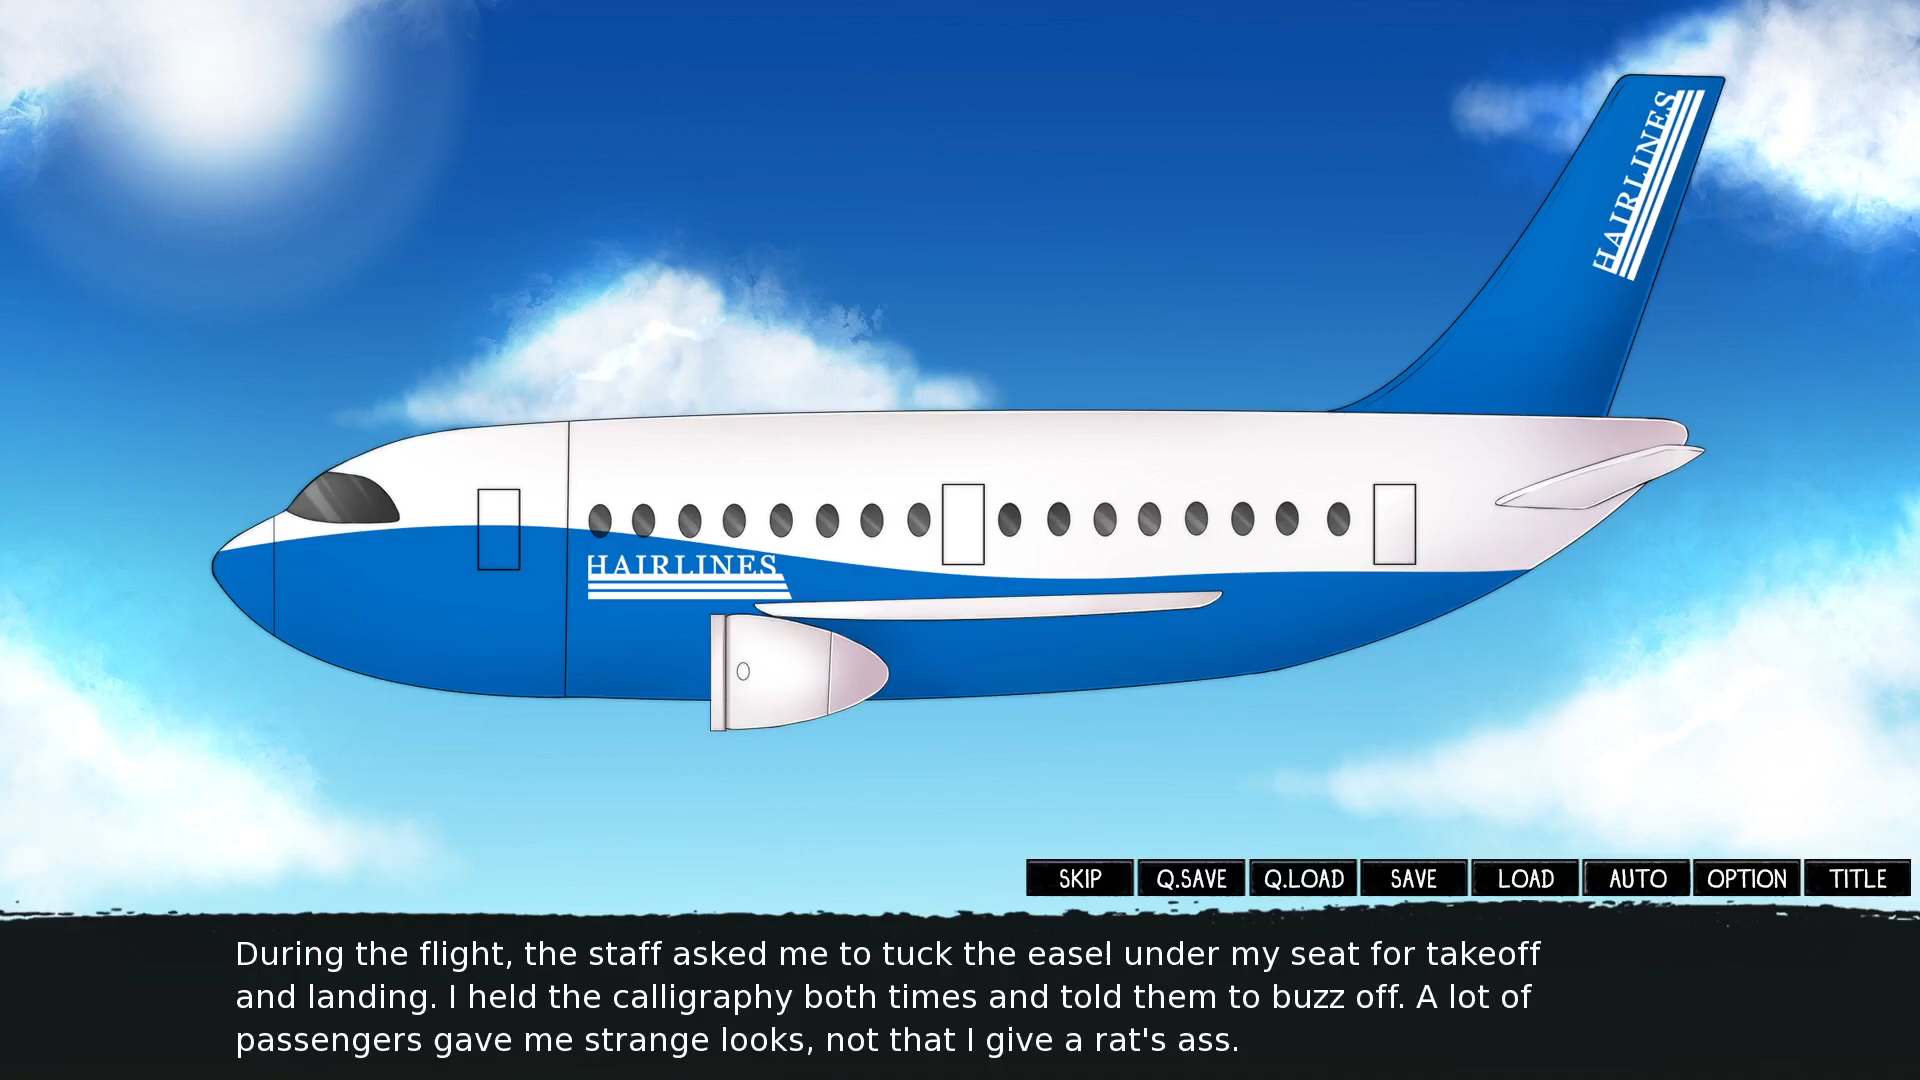 HAIRLINES
HAIRLINES
SKIP Q.SAVE Q.LOAD SAVE LOAD AUTO OPTION TITLE
During the flight, the staff asked me to tuck the easel under my seat for takeoff
and landing. I held the calligraphy both times and told them to buzz off. A lot of
passengers gave me strange looks, not that I give a rat's ass.